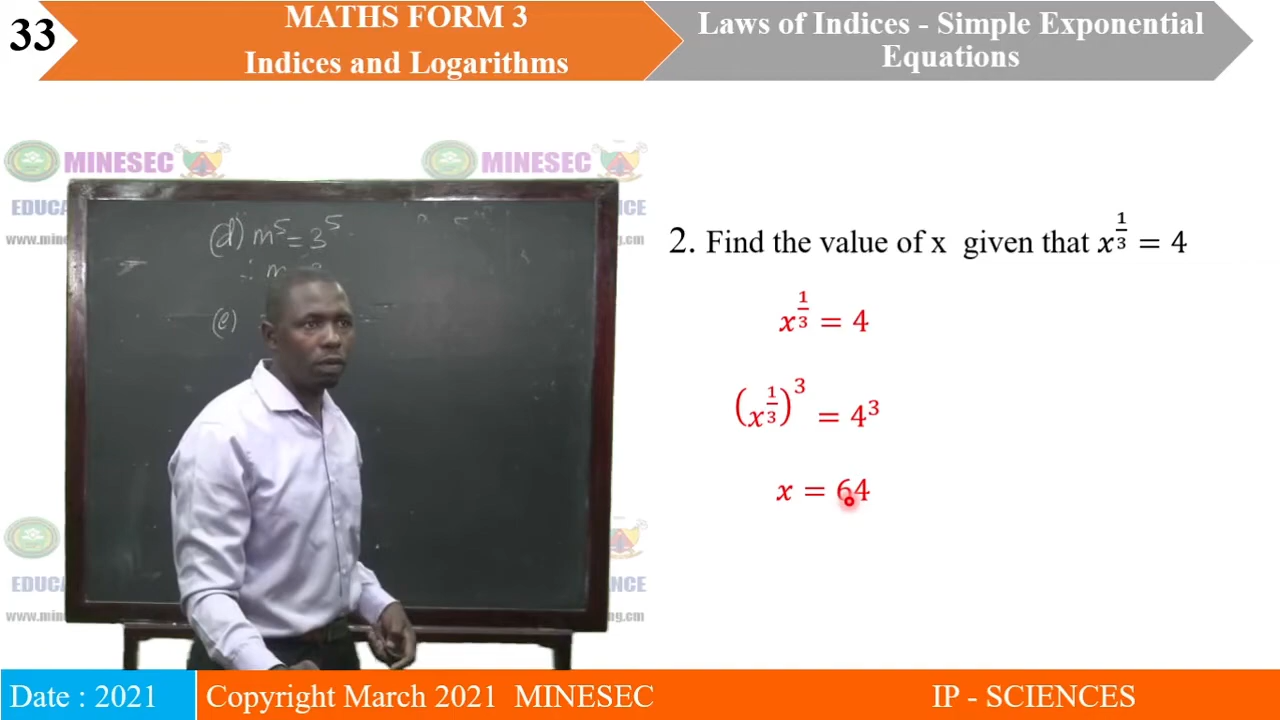 33
MATHS FORM 3
Indices and Logarithms
Laws of Indices - Simple Exponential
Equations
MINESEC
MINESEC
(d) m⁵ = 3⁵
∴ m
(e)
2. Find the value of x given that x^(1/3) = 4
x^(1/3) = 4
(x^(1/3))³ = 4³
x = 64
Date : 2021
Copyright March 2021 MINESEC
IP - SCIENCES